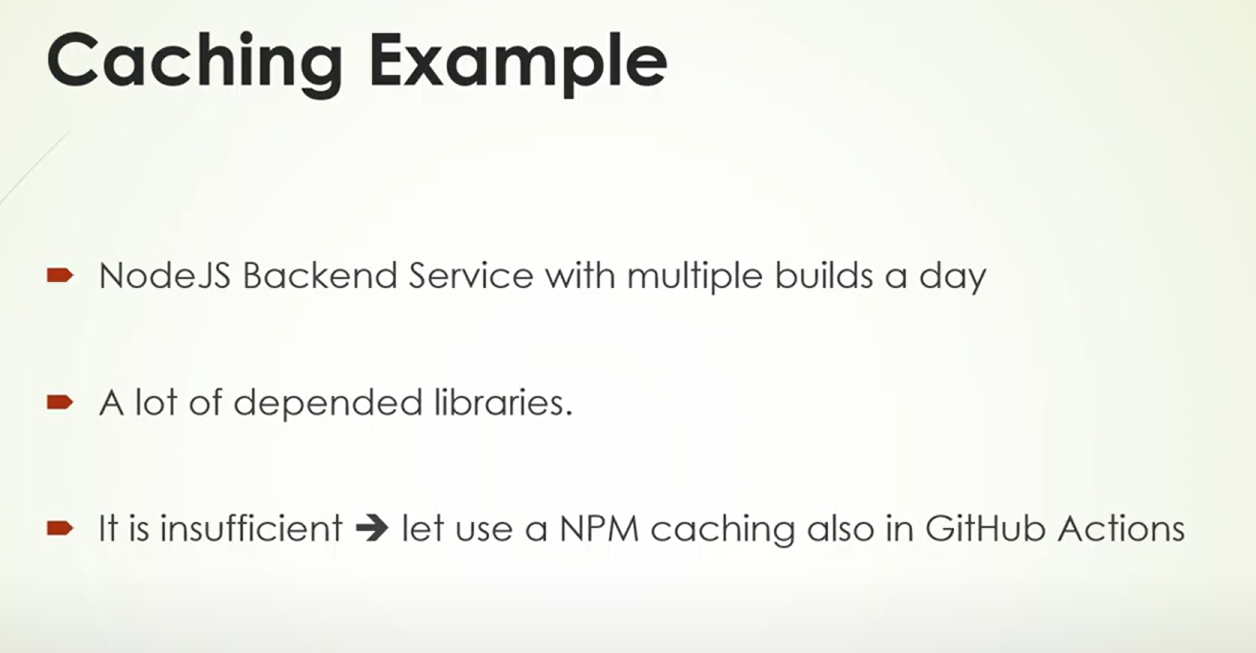 Caching Example
NodeJS Backend Service with multiple builds a day
A lot of depended libraries.
It is insufficient ➔ let use a NPM caching also in GitHub Actions